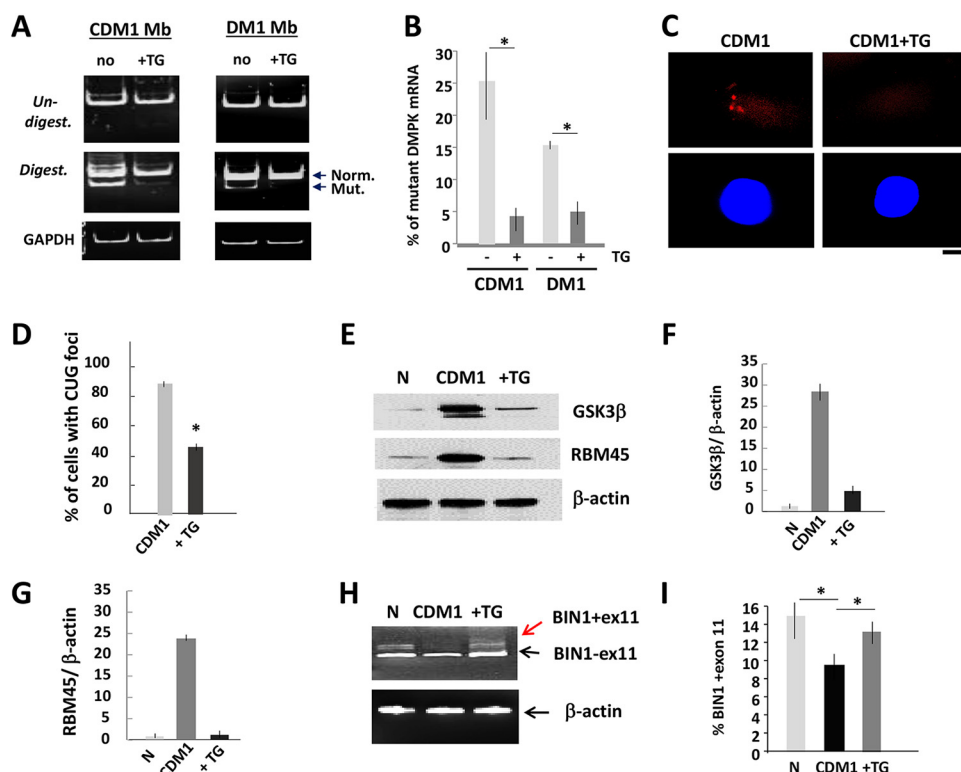 A
CDM1 Mb
DM1 Mb
no +TG
no +TG
Un-
digest.
Digest.
Norm.
Mut.
GAPDH
B
% of mutant DMPK mRNA
30
25
20
15
10
5
0
*
*
- + - + TG
CDM1 DM1
C
CDM1
CDM1+TG
D
% of cells with CUG foci
100
80
60
40
20
0
*
CDM1
+ TG
E
N CDM1 +TG
GSK3β
RBM45
β-actin
F
GSK3β/ β-actin
35
30
25
20
15
10
5
0
N
CDM1
+ TG
G
RBM45/ β-actin
35
30
25
20
15
10
5
0
N
CDM1
+ TG
H
N CDM1 +TG
BIN1+ex11
BIN1-ex11
β-actin
I
% BIN1 +exon 11
16
14
12
10
8
6
4
2
0
*
*
N CDM1 +TG